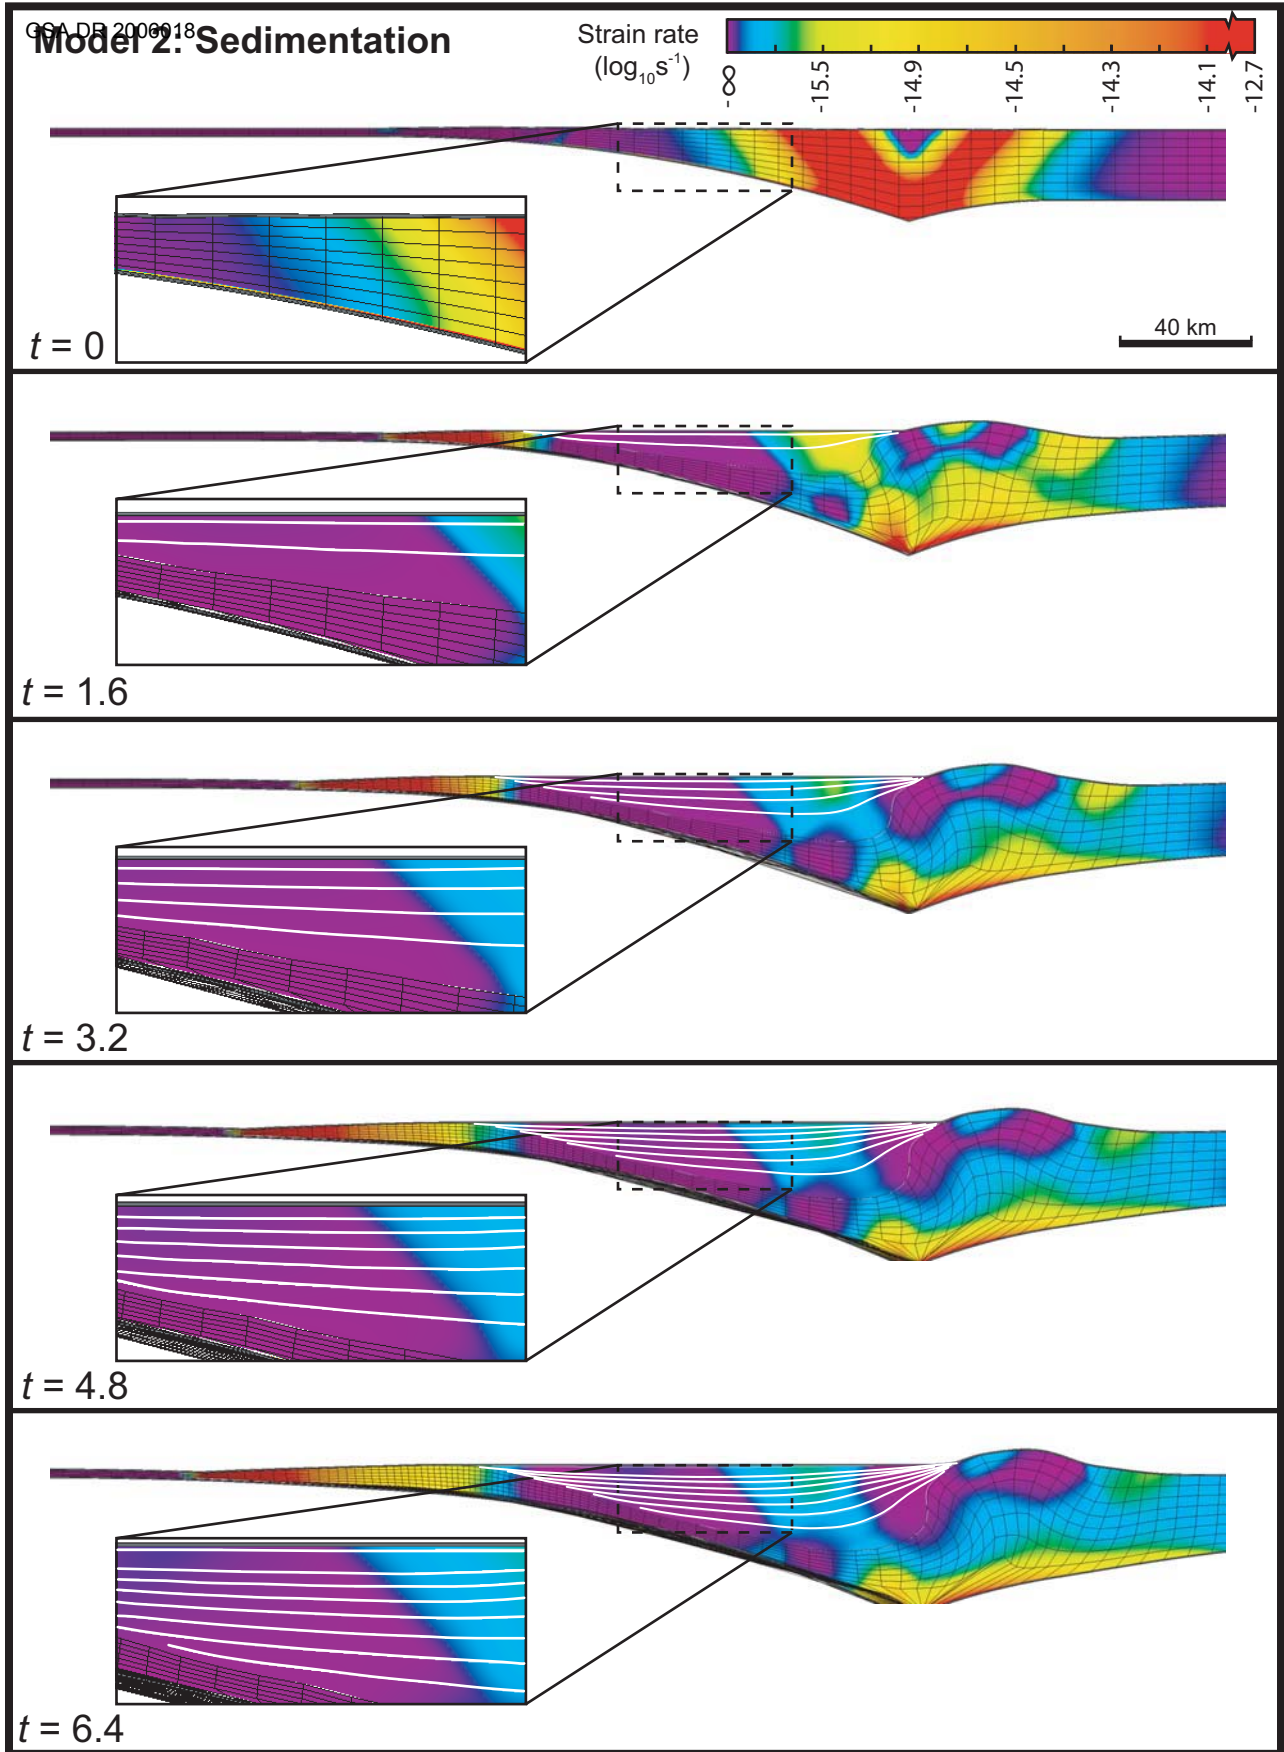 GSA DR 2006018
Model 2: Sedimentation
Strain rate
(log10s-1)
-∞
-15.5
-14.9
-14.5
-14.3
-14.1
-12.7
40 km
t = 0
t = 1.6
t = 3.2
t = 4.8
t = 6.4